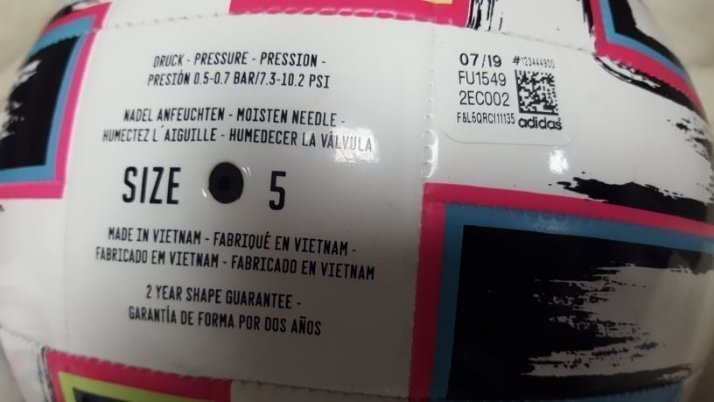 DRUCK - PRESSURE - PRESSION -
PRESIÓN 0.5-0.7 BAR/7.3-10.2 PSI
NADEL ANFEUCHTEN - MOISTEN NEEDLE -
HUMECTEZ L´AIGUILLE - HUMEDECER LA VÁLVULA
SIZE 5
MADE IN VIETNAM - FABRIQUÉ EN VIETNAM -
FABRICADO EM VIETNAM - FABRICADO EN VIETNAM
2 YEAR SHAPE GUARANTEE -
GARANTÍA DE FORMA POR DOS AÑOS
07/19
FU1549
2EC002
adidas